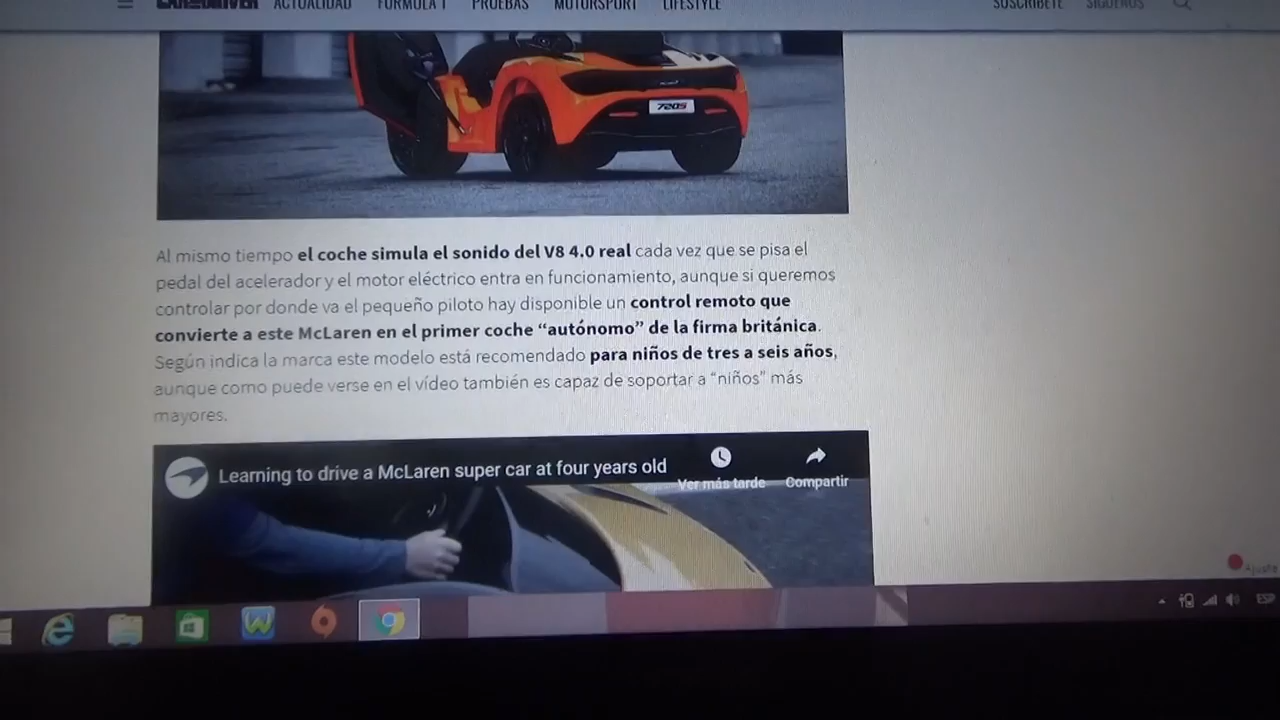 CAR AND DRIVER ACTUALIDAD FÓRMULA 1 PRUEBAS MOTORSPORT LIFESTYLE SUSCRÍBETE SÍGUENOS
720S
Al mismo tiempo el coche simula el sonido del V8 4.0 real cada vez que se pisa el
pedal del acelerador y el motor eléctrico entra en funcionamiento, aunque si queremos
controlar por donde va el pequeño piloto hay disponible un control remoto que
convierte a este McLaren en el primer coche “autónomo” de la firma británica.
Según indica la marca este modelo está recomendado para niños de tres a seis años,
aunque como puede verse en el vídeo también es capaz de soportar a “niños” más
mayores.
Learning to drive a McLaren super car at four years old
Ver más tarde
Compartir
Ajuste
ESP